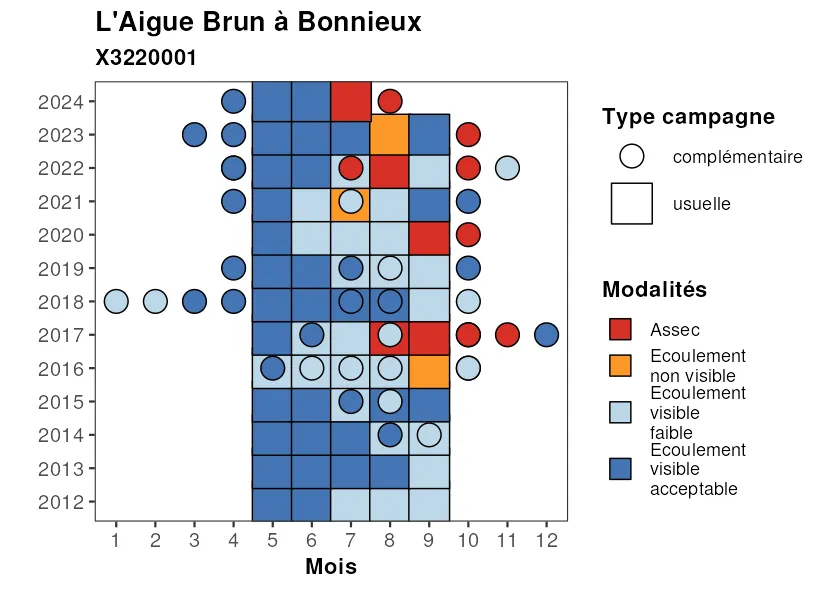 L'Aigue Brun à Bonnieux
X3220001
2024
2023
2022
2021
2020
2019
2018
2017
2016
2015
2014
2013
2012
1 2 3 4 5 6 7 8 9 10 11 12
Mois
Type campagne
complémentaire
usuelle
Modalités
Assec
Ecoulement
non visible
Ecoulement
visible
faible
Ecoulement
visible
acceptable